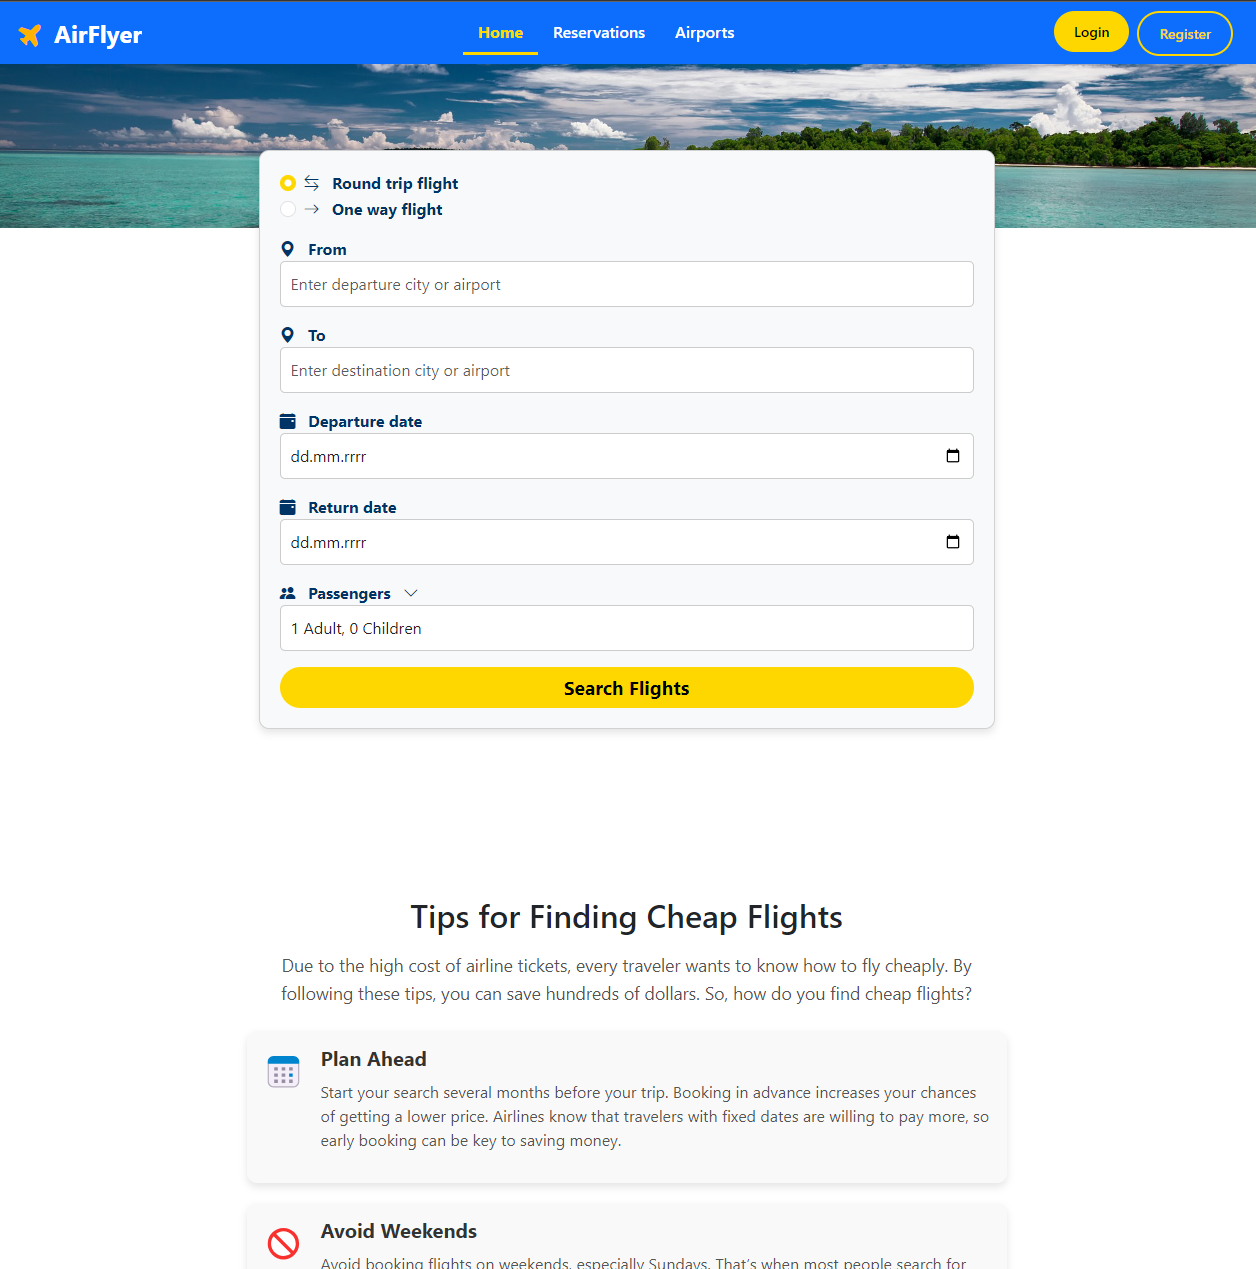 AirFlyer
Home Reservations Airports
Login Register
Round trip flight
One way flight
From
Enter departure city or airport
To
Enter destination city or airport
Departure date
dd.mm.rrrr
Return date
dd.mm.rrrr
Passengers
1 Adult, 0 Children
Search Flights
Tips for Finding Cheap Flights
Due to the high cost of airline tickets, every traveler wants to know how to fly cheaply. By
following these tips, you can save hundreds of dollars. So, how do you find cheap flights?
Plan Ahead
Start your search several months before your trip. Booking in advance increases your chances
of getting a lower price. Airlines know that travelers with fixed dates are willing to pay more, so
early booking can be key to saving money.
Avoid Weekends
Avoid booking flights on weekends, especially Sundays. That's when most people search for